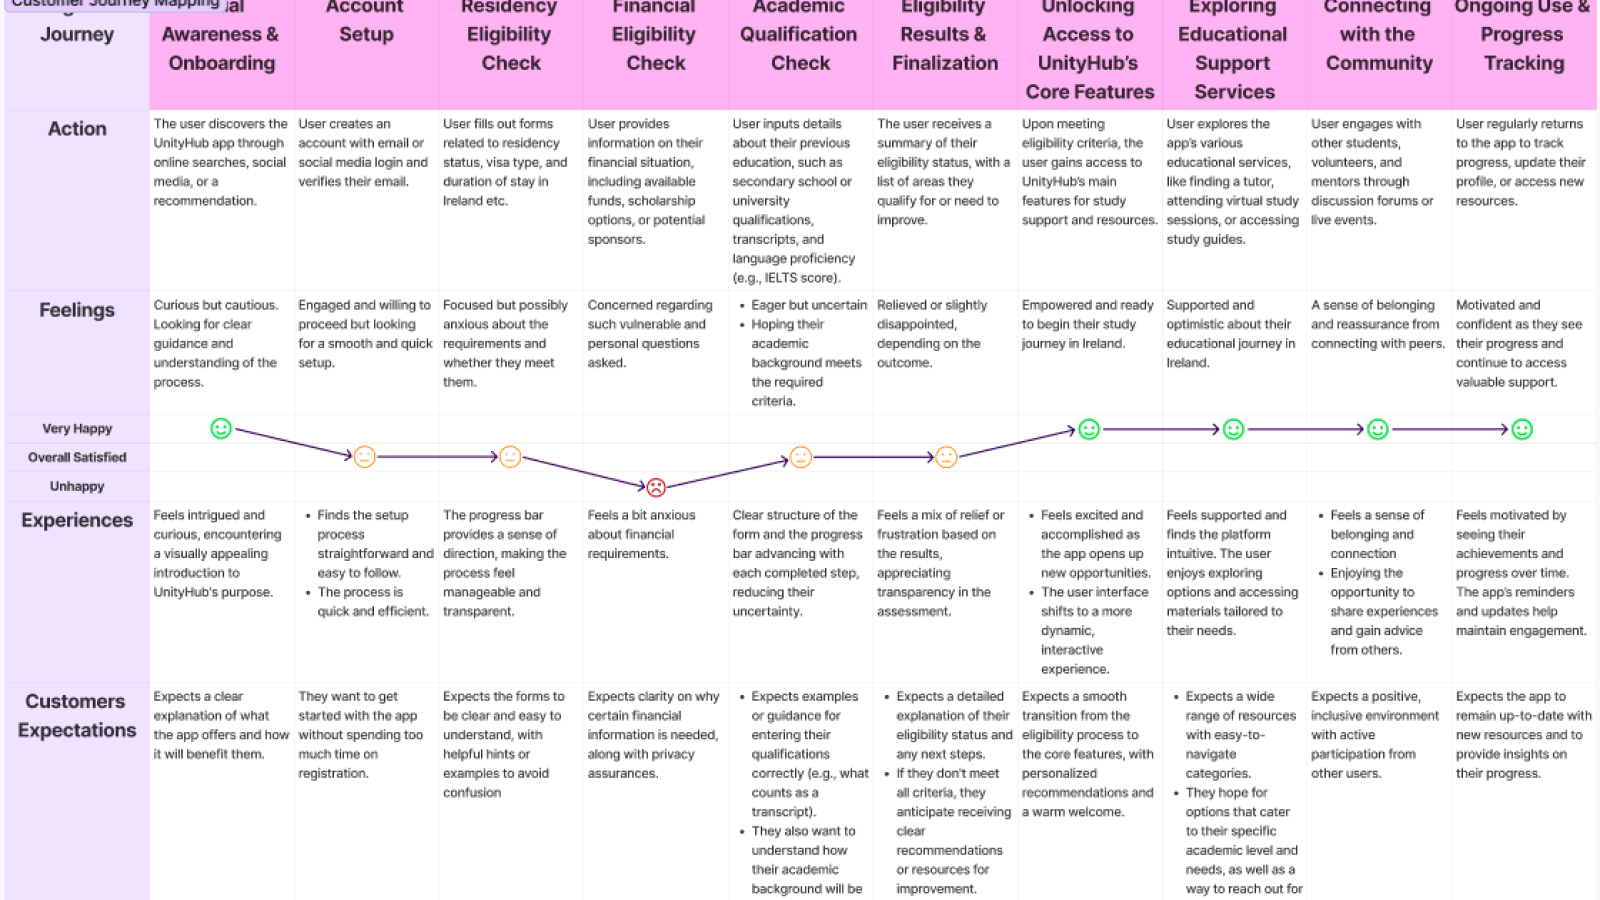 Customer Journey Mapping
Journey
Awareness &
Onboarding
Account
Setup
Residency
Eligibility
Check
Financial
Eligibility
Check
Academic
Qualification
Check
Eligibility
Results &
Finalization
Unlocking
Access to
UnityHub's
Core Features
Exploring
Educational
Support
Services
Connecting
with the
Community
Ongoing Use &
Progress
Tracking
Action
The user discovers the
UnityHub app through
online searches, social
media, or a
recommendation.
User creates an
account with email or
social media login and
verifies their email.
User fills out forms
related to residency
status, visa type, and
duration of stay in
Ireland etc.
User provides
information on their
financial situation,
including available
funds, scholarship
options, or potential
sponsors.
User inputs details
about their previous
education, such as
secondary school or
university
qualifications,
transcripts, and
language proficiency
(e.g., IELTS score).
The user receives a
summary of their
eligibility status, with a
list of areas they
qualify for or need to
improve.
Upon meeting
eligibility criteria, the
user gains access to
UnityHub's main
features for study
support and resources.
User explores the
app's various
educational services,
like finding a tutor,
attending virtual study
sessions, or accessing
study guides.
User engages with
other students,
volunteers, and
mentors through
discussion forums or
live events.
User regularly returns
to the app to track
progress, update their
profile, or access new
resources.
Feelings
Curious but cautious.
Looking for clear
guidance and
understanding of the
process.
Engaged and willing to
proceed but looking
for a smooth and quick
setup.
Focused but possibly
anxious about the
requirements and
whether they meet
them.
Concerned regarding
such vulnerable and
personal questions
asked.
• Eager but uncertain
• Hoping their
academic
background meets
the required
criteria.
Relieved or slightly
disappointed,
depending on the
outcome.
Empowered and ready
to begin their study
journey in Ireland.
Supported and
optimistic about their
educational journey in
Ireland.
A sense of belonging
and reassurance from
connecting with peers.
Motivated and
confident as they see
their progress and
continue to access
valuable support.
Very Happy
Overall Satisfied
Unhappy
Experiences
Feels intrigued and
curious, encountering
a visually appealing
introduction to
UnityHub's purpose.
• Finds the setup
process
straightforward and
easy to follow.
• The process is
quick and efficient.
The progress bar
provides a sense of
direction, making the
process feel
manageable and
transparent.
Feels a bit anxious
about financial
requirements.
Clear structure of the
form and the progress
bar advancing with
each completed step,
reducing their
uncertainty.
Feels a mix of relief or
frustration based on
the results,
appreciating
transparency in the
assessment.
• Feels excited and
accomplished as
the app opens up
new opportunities.
• The user interface
shifts to a more
dynamic,
interactive
experience.
Feels supported and
finds the platform
intuitive. The user
enjoys exploring
options and accessing
materials tailored to
their needs.
• Feels a sense of
belonging and
connection
• Enjoying the
opportunity to
share experiences
and gain advice
from others.
Feels motivated by
seeing their
achievements and
progress over time.
The app's reminders
and updates help
maintain engagement.
Customers
Expectations
Expects a clear
explanation of what
the app offers and how
it will benefit them.
They want to get
started with the app
without spending too
much time on
registration.
Expects the forms to
be clear and easy to
understand, with
helpful hints or
examples to avoid
confusion
Expects clarity on why
certain financial
information is needed,
along with privacy
assurances.
• Expects examples
or guidance for
entering their
qualifications
correctly (e.g., what
counts as a
transcript).
• They also want to
understand how
their academic
background will be
• Expects a detailed
explanation of their
eligibility status and
any next steps.
• If they don't meet
all criteria, they
anticipate receiving
clear
recommendations
or resources for
improvement.
Expects a smooth
transition from the
eligibility process to
the core features, with
personalized
recommendations and
a warm welcome.
• Expects a wide
range of resources
with easy-to-
navigate
categories.
• They hope for
options that cater
to their specific
academic level and
needs, as well as a
way to reach out for
Expects a positive,
inclusive environment
with active
participation from
other users.
Expects the app to
remain up-to-date with
new resources and to
provide insights on
their progress.